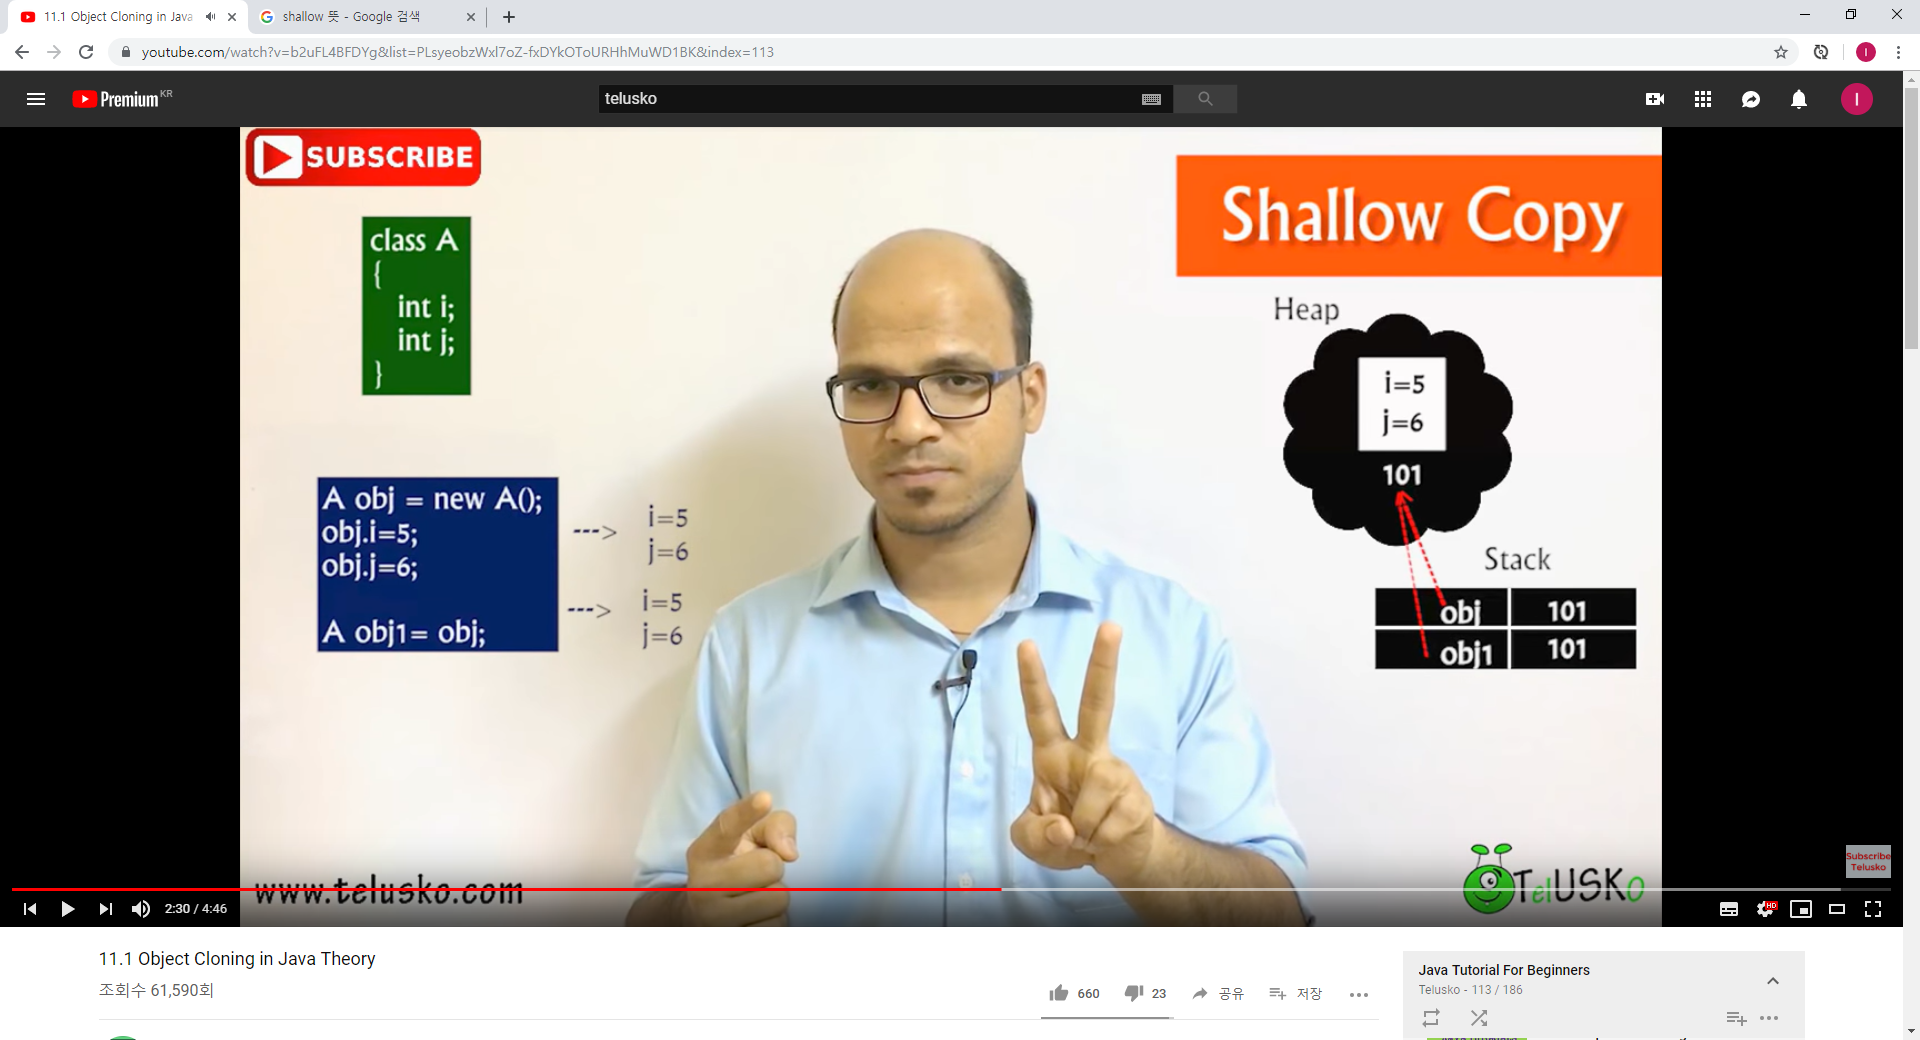 11.1 Object Cloning in Java
shallow 뜻 - Google 검색
youtube.com/watch?v=b2uFL4BFDYg&list=PLsyeobzWxl7oZ-fxDYkOToURHhMuWD1BK&index=113
Premium KR
telusko
I
SUBSCRIBE
Shallow Copy
class A
{
int i;
int j;
}
Heap
i=5
j=6
101
A obj = new A();
obj.i=5;
obj.j=6;
A obj1= obj;
---> i=5
j=6
---> i=5
j=6
Stack
obj 101
obj1 101
Subscribe
Telusko
www.telusko.com
TelUSKo
2:30 / 4:46
HD
11.1 Object Cloning in Java Theory
조회수 61,590회
660
23
공유
저장
Java Tutorial For Beginners
Telusko - 113 / 186